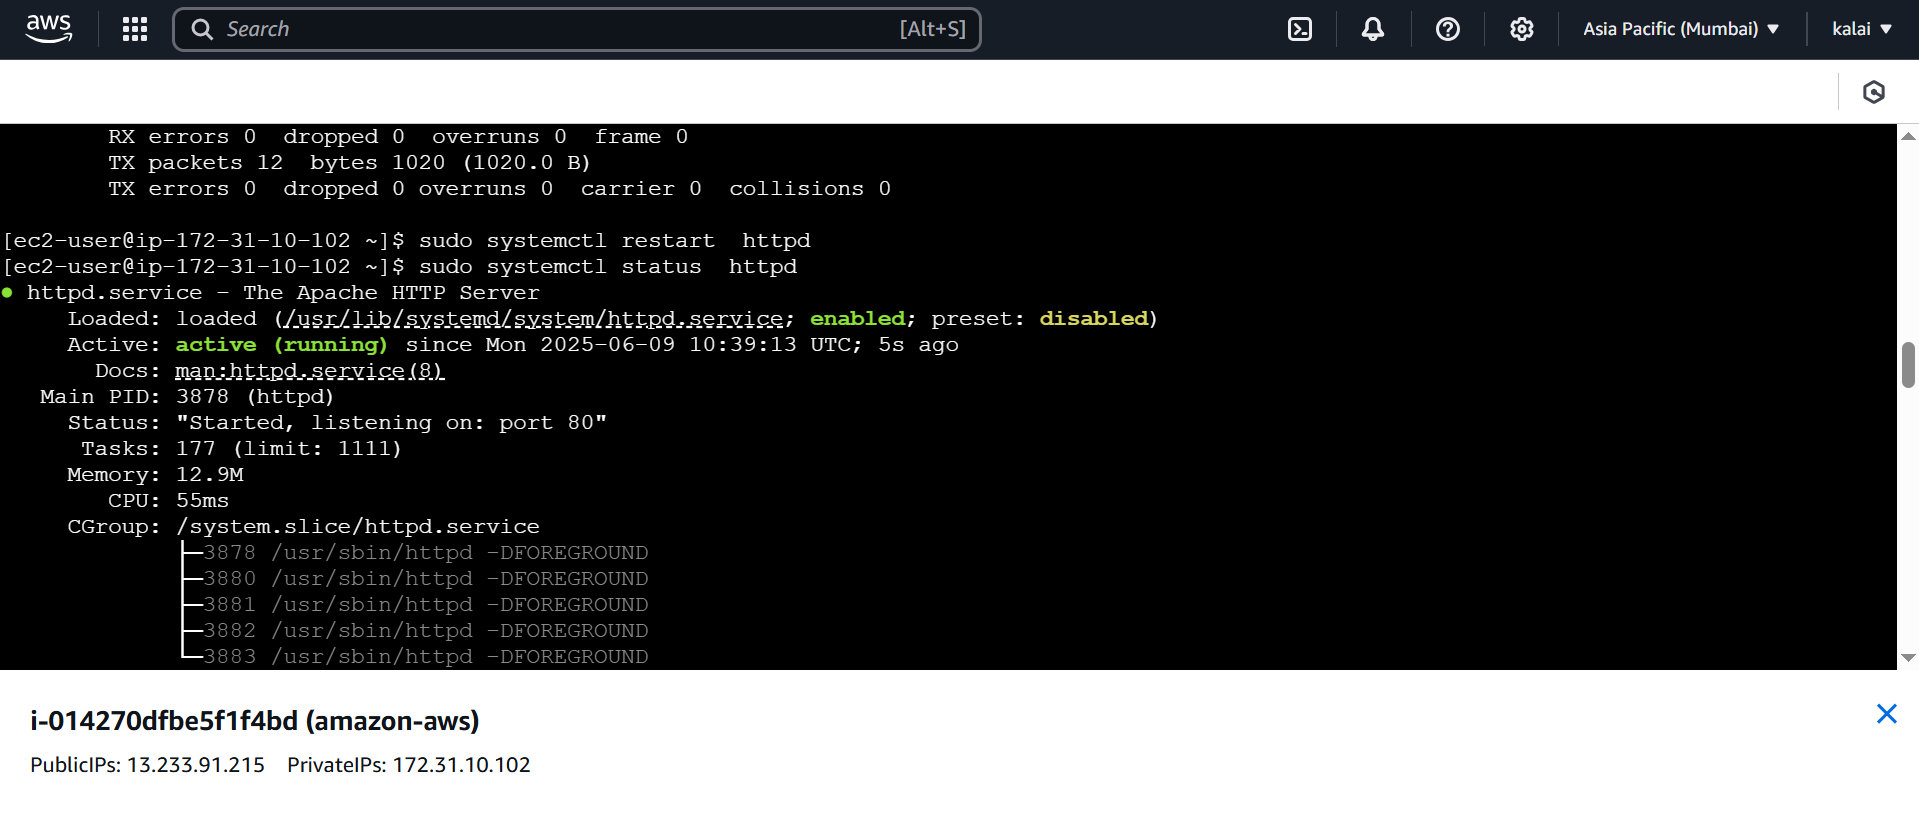 aws
Search [Alt+S]
Asia Pacific (Mumbai) ▼
kalai ▼
RX errors 0  dropped 0  overruns 0  frame 0
TX packets 12  bytes 1020 (1020.0 B)
TX errors 0  dropped 0 overruns 0  carrier 0  collisions 0
[ec2-user@ip-172-31-10-102 ~]$ sudo systemctl restart  httpd
[ec2-user@ip-172-31-10-102 ~]$ sudo systemctl status  httpd
● httpd.service - The Apache HTTP Server
Loaded: loaded (/usr/lib/systemd/system/httpd.service; enabled; preset: disabled)
Active: active (running) since Mon 2025-06-09 10:39:13 UTC; 5s ago
Docs: man:httpd.service(8)
Main PID: 3878 (httpd)
Status: "Started, listening on: port 80"
Tasks: 177 (limit: 1111)
Memory: 12.9M
CPU: 55ms
CGroup: /system.slice/httpd.service
├─3878 /usr/sbin/httpd -DFOREGROUND
├─3880 /usr/sbin/httpd -DFOREGROUND
├─3881 /usr/sbin/httpd -DFOREGROUND
├─3882 /usr/sbin/httpd -DFOREGROUND
└─3883 /usr/sbin/httpd -DFOREGROUND
i-014270dfbe5f1f4bd (amazon-aws)
PublicIPs: 13.233.91.215 PrivateIPs: 172.31.10.102